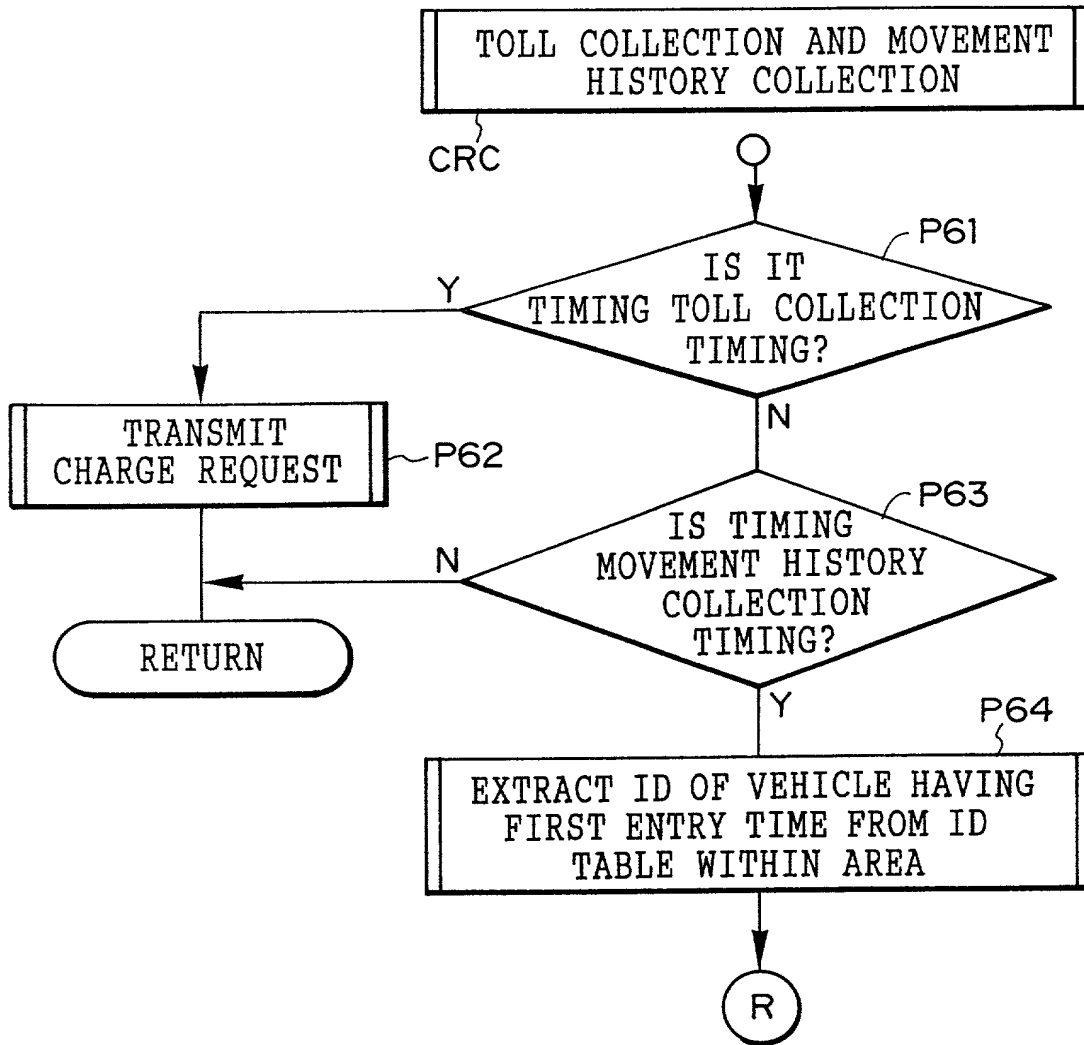 TOLL COLLECTION AND MOVEMENT
HISTORY COLLECTION
CRC
P61
IS IT
TIMING TOLL COLLECTION
TIMING?
Y
N
TRANSMIT
CHARGE REQUEST
P62
P63
IS TIMING
MOVEMENT HISTORY
COLLECTION
TIMING?
N
Y
RETURN
P64
EXTRACT ID OF VEHICLE HAVING
FIRST ENTRY TIME FROM ID
TABLE WITHIN AREA
R